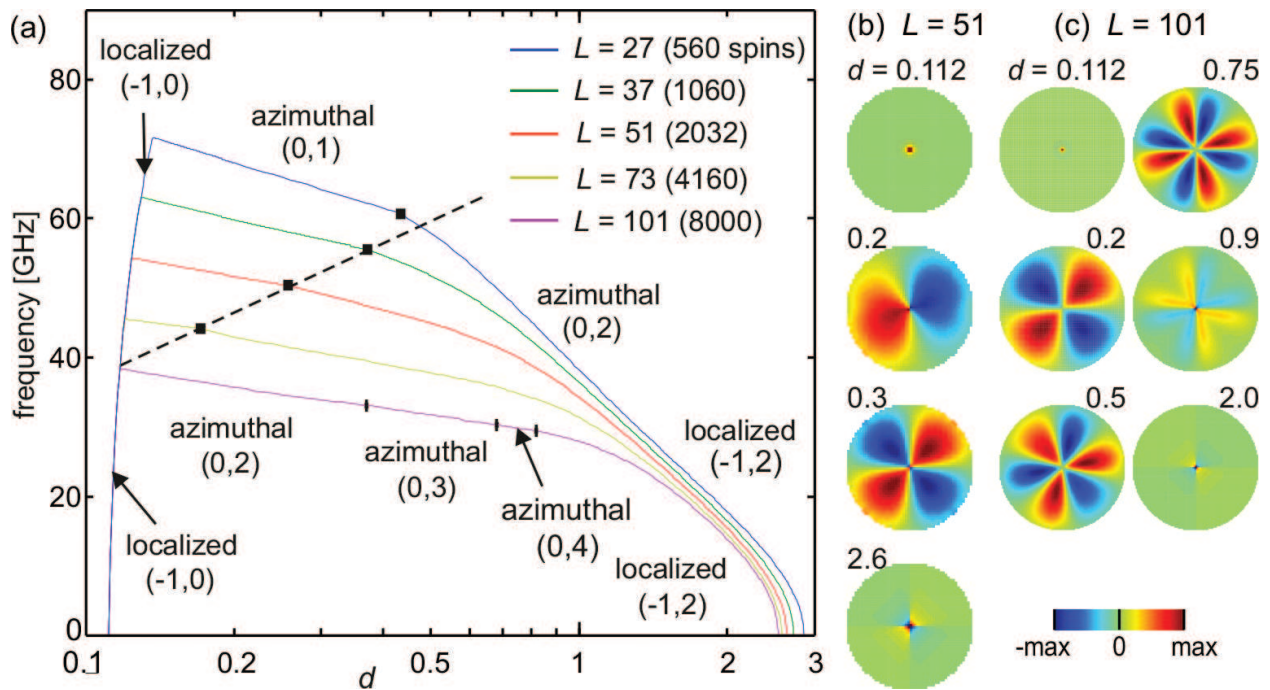 (a)
frequency [GHz]
80
60
40
20
0
0.1
0.2
0.5
1
2
3
d
localized
(-1,0)
azimuthal
(0,1)
L = 27 (560 spins)
L = 37 (1060)
L = 51 (2032)
L = 73 (4160)
L = 101 (8000)
azimuthal
(0,2)
azimuthal
(0,2)
azimuthal
(0,3)
azimuthal
(0,4)
localized
(-1,2)
localized
(-1,2)
localized
(-1,0)
(b) L = 51
d = 0.112
0.2
0.3
2.6
(c) L = 101
d = 0.112
0.75
0.2
0.9
0.5
2.0
-max 0 max